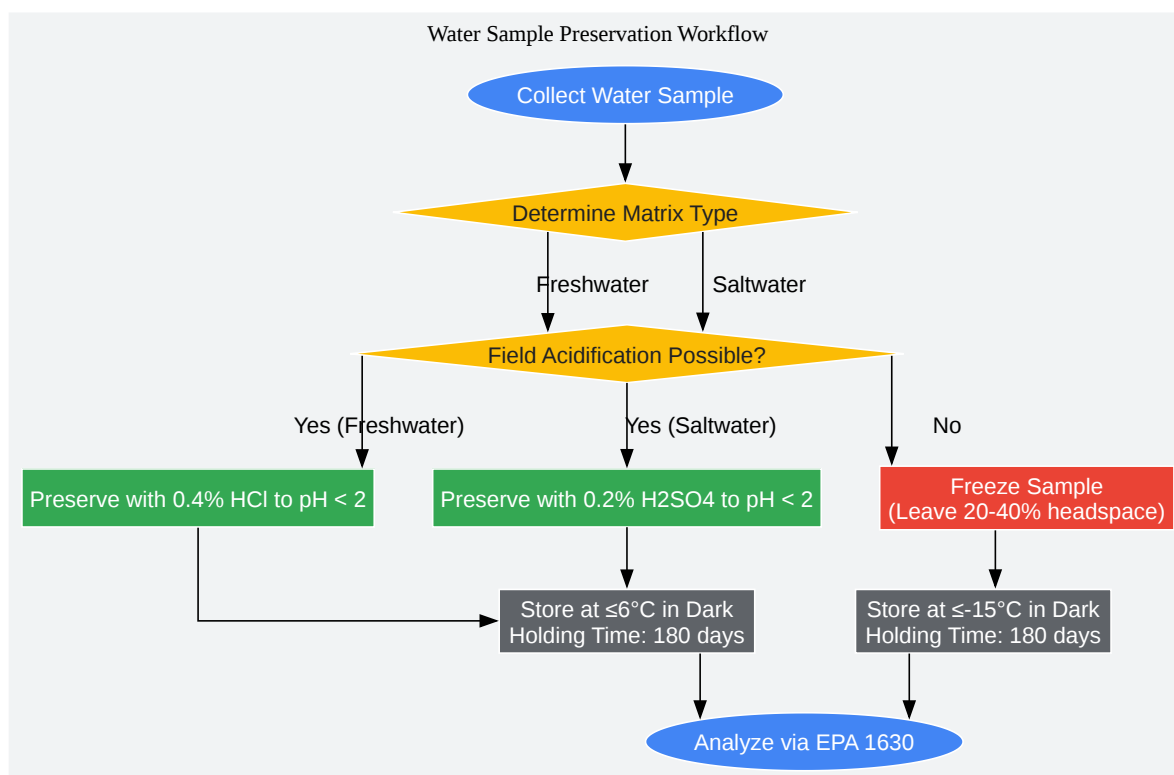 Water Sample Preservation Workflow
Collect Water Sample
Determine Matrix Type
Freshwater
Saltwater
Field Acidification Possible?
Yes (Freshwater)
Yes (Saltwater)
No
Preserve with 0.4% HCl to pH < 2
Preserve with 0.2% H2SO4 to pH < 2
Freeze Sample
(Leave 20-40% headspace)
Store at ≤6°C in Dark
Holding Time: 180 days
Store at ≤-15°C in Dark
Holding Time: 180 days
Analyze via EPA 1630